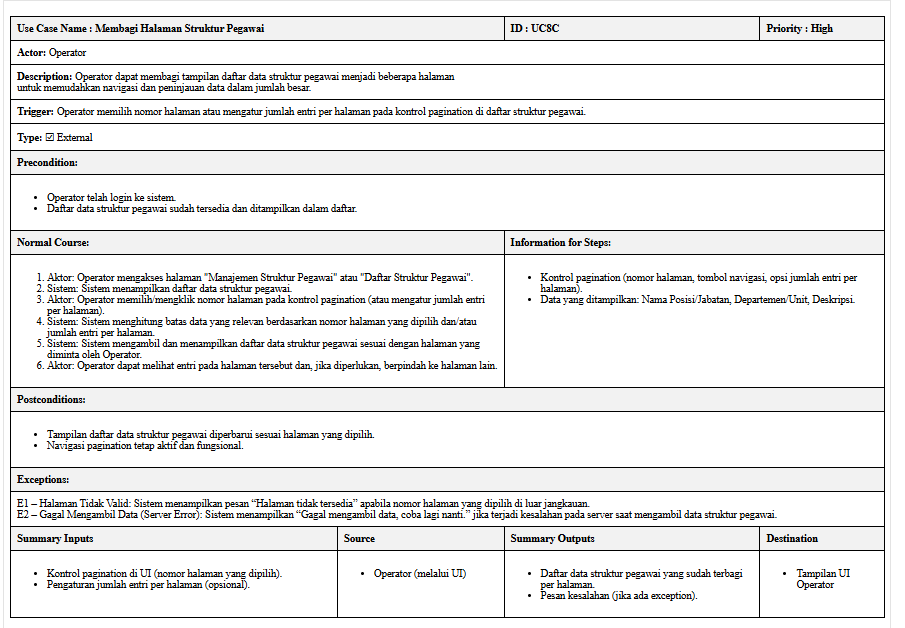 Use Case Name : Membagi Halaman Struktur Pegawai
ID : UC8C
Priority : High
Actor: Operator
Description: Operator dapat membagi tampilan daftar data struktur pegawai menjadi beberapa halaman
untuk memudahkan navigasi dan peninjauan data dalam jumlah besar.
Trigger: Operator memilih nomor halaman atau mengatur jumlah entri per halaman pada kontrol pagination di daftar struktur pegawai.
Type: ☑ External
Precondition:
• Operator telah login ke sistem.
• Daftar data struktur pegawai sudah tersedia dan ditampilkan dalam daftar.
Normal Course:
1. Aktor: Operator mengakses halaman "Manajemen Struktur Pegawai" atau "Daftar Struktur Pegawai".
2. Sistem: Sistem menampilkan daftar data struktur pegawai.
3. Aktor: Operator memilih/mengklik nomor halaman pada kontrol pagination (atau mengatur jumlah entri
per halaman).
4. Sistem: Sistem menghitung batas data yang relevan berdasarkan nomor halaman yang dipilih dan/atau
jumlah entri per halaman.
5. Sistem: Sistem mengambil dan menampilkan daftar data struktur pegawai sesuai dengan halaman yang
diminta oleh Operator.
6. Aktor: Operator dapat melihat entri pada halaman tersebut dan, jika diperlukan, berpindah ke halaman lain.
Information for Steps:
• Kontrol pagination (nomor halaman, tombol navigasi, opsi jumlah entri per
halaman).
• Data yang ditampilkan: Nama Posisi/Jabatan, Departemen/Unit, Deskripsi.
Postconditions:
• Tampilan daftar data struktur pegawai diperbarui sesuai halaman yang dipilih.
• Navigasi pagination tetap aktif dan fungsional.
Exceptions:
E1 – Halaman Tidak Valid: Sistem menampilkan pesan “Halaman tidak tersedia” apabila nomor halaman yang dipilih di luar jangkauan.
E2 – Gagal Mengambil Data (Server Error): Sistem menampilkan “Gagal mengambil data, coba lagi nanti.” jika terjadi kesalahan pada server saat mengambil data struktur pegawai.
Summary Inputs
• Kontrol pagination di UI (nomor halaman yang dipilih).
• Pengaturan jumlah entri per halaman (opsional).
Source
• Operator (melalui UI)
Summary Outputs
• Daftar data struktur pegawai yang sudah terbagi
per halaman.
• Pesan kesalahan (jika ada exception).
Destination
• Tampilan UI
Operator